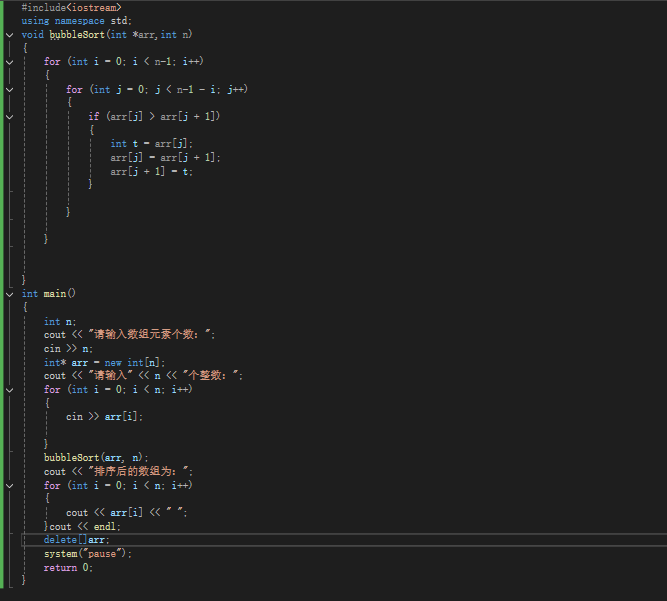 #include<iostream>
using namespace std;
void bubbleSort(int *arr,int n)
{
for (int i = 0; i < n-1; i++)
{
for (int j = 0; j < n-1 - i; j++)
{
if (arr[j] > arr[j + 1])
{
int t = arr[j];
arr[j] = arr[j + 1];
arr[j + 1] = t;
}
}
}
}
int main()
{
int n;
cout << "请输入数组元素个数：";
cin >> n;
int* arr = new int[n];
cout << "请输入" << n << "个整数：";
for (int i = 0; i < n; i++)
{
cin >> arr[i];
}
bubbleSort(arr, n);
cout << "排序后的数组为：";
for (int i = 0; i < n; i++)
{
cout << arr[i] << " ";
}cout << endl;
delete[]arr;
system("pause");
return 0;
}